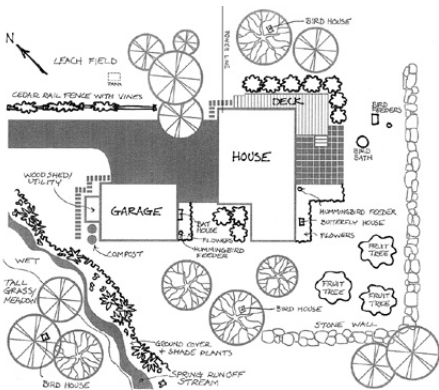 BIRD HOUSE
N
LEACH FIELD
TANK
POWER LINE
CEDAR RAIL FENCE WITH VINES
DECK
BIRD
FEEDERS
HOUSE
BIRD
BATH
WOODSHED/
UTILITY
GARAGE
BAT
HOUSE
FLOWERS
HUMMINGBIRD
FEEDER
COMPOST
HUMMINGBIRD FEEDER
BUTTERFLY HOUSE
FLOWERS
WET
TALL
GRASS/
MEADOW
FRUIT
TREE
FRUIT
TREE
FRUIT
TREE
BIRD HOUSE
STONE WALL
GROUND COVER
+ SHADE PLANTS
BIRD HOUSE
SPRING RUNOFF
STREAM